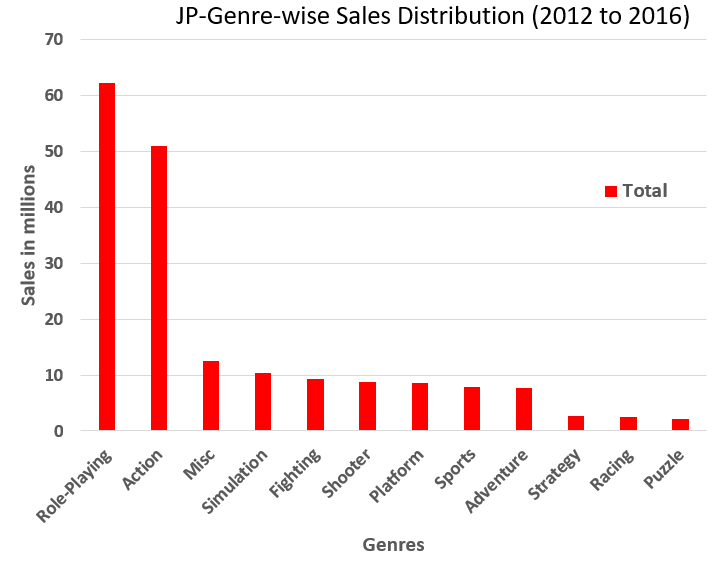 JP-Genre-wise Sales Distribution (2012 to 2016)
70
60
50
40
30
20
10
0
Sales in millions
Total
Role-Playing
Action
Misc
Simulation
Fighting
Shooter
Platform
Sports
Adventure
Strategy
Racing
Puzzle
Genres